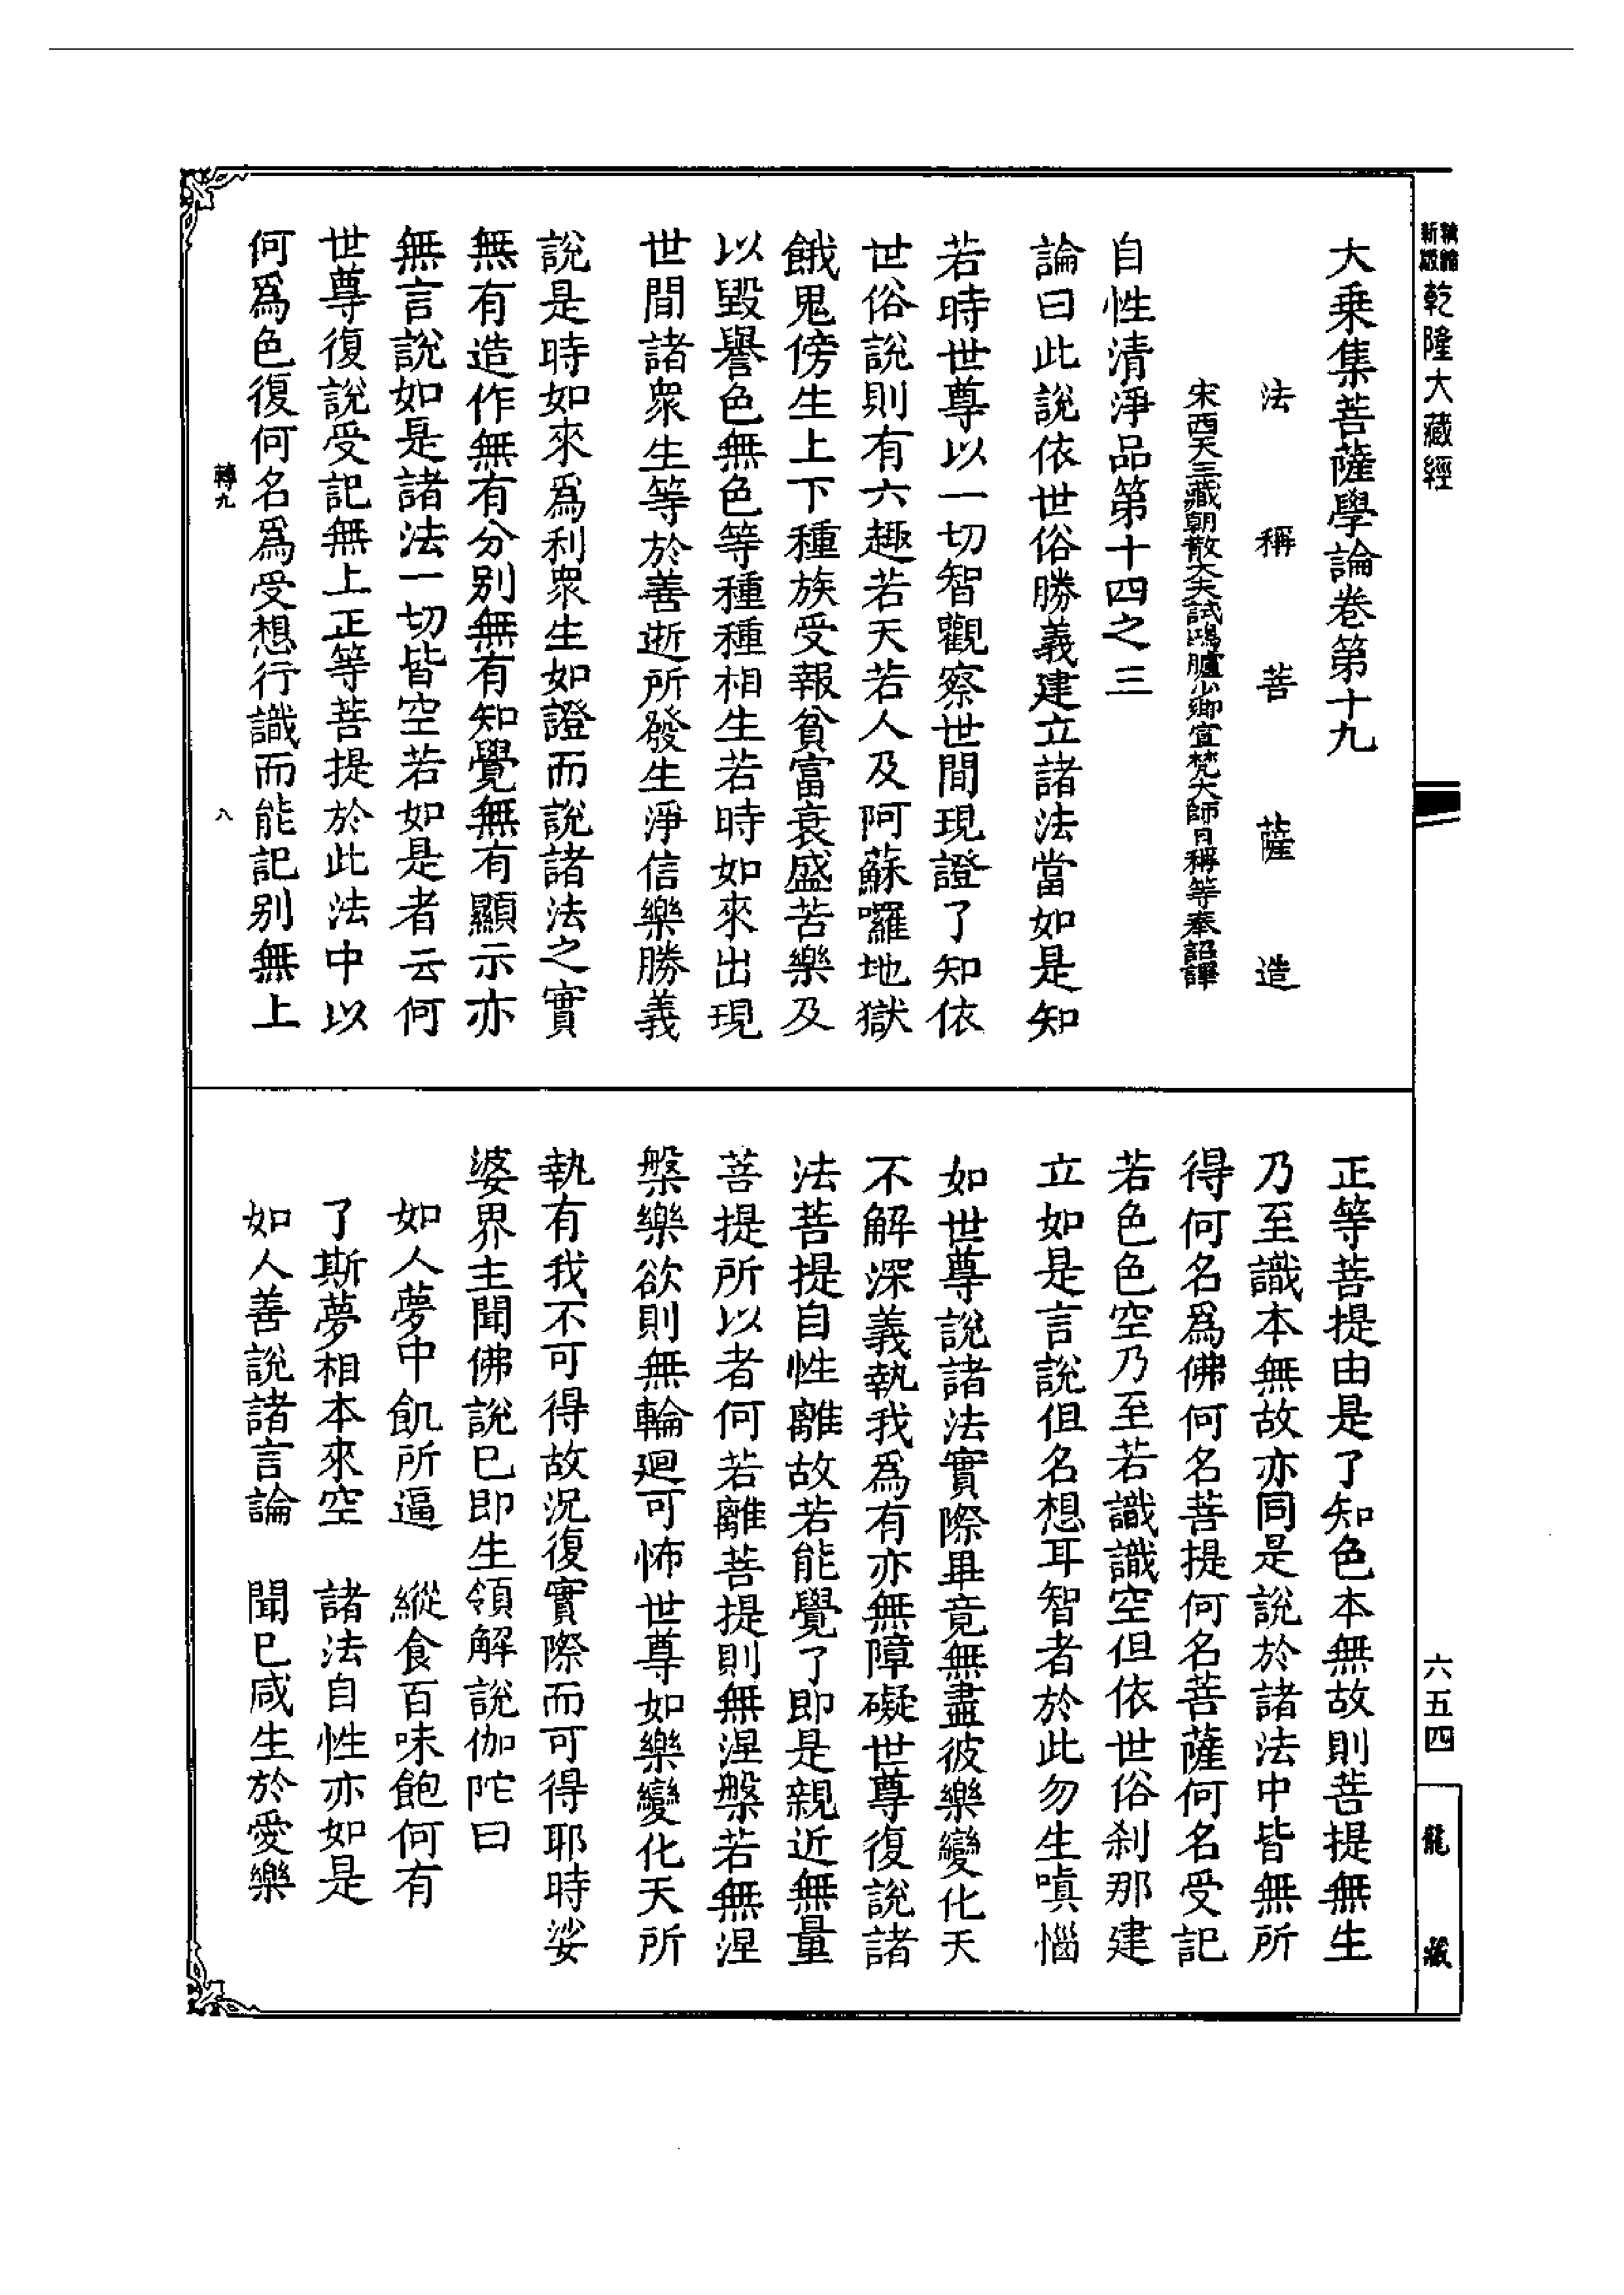 新編縮版乾隆大藏經
大乘集菩薩學論卷第十九
法稱菩薩造
宋西天三藏朝散大夫試鴻臚少卿宣梵大師日稱等奉詔譯
自性清淨品第十四之三
論曰此說依世俗勝義建立諸法當如是知
若時世尊以一切智觀察世間現證了知依
世俗說則有六趣若天若人及阿蘇囉地獄
餓鬼傍生上下種族受報貧富衰盛苦樂及
以毀譽色無色等種種相生若時如來出現
世間諸眾生等於善逝所發生淨信樂勝義
說是時如來爲利眾生如證而說諸法之實
無有造作無有分別無有知覺無有顯示亦
無言說如是諸法一切皆空若如是者云何
世尊復說受記無上正等菩提於此法中以
何爲色復何名爲受想行識而能記别無上
轉九
八
正等菩提由是了知色本無故則菩提無生
乃至識本無故亦同是說於諸法中皆無所
得何名爲佛何名菩提何名菩薩何名受記
若色色空乃至若識識空但依世俗剎那建
立如是言說但名想耳智者於此勿生嗔惱
如世尊說諸法實際畢竟無盡彼樂變化天
不解深義執我爲有亦無障礙世尊復說諸
法菩提自性離故若能覺了即是親近無量
菩提所以者何若離菩提則無涅槃若無涅
槃樂欲則無輪迴可怖世尊如樂變化天所
執有我不可得故況復實際而可得耶時娑
婆界主聞佛說已即生領解說伽陀曰
如人夢中飢所逼　縱食百味飽何有
了斯夢相本來空　諸法自性亦如是
如人善說諸言論　聞已咸生於愛樂
六五四
龍藏